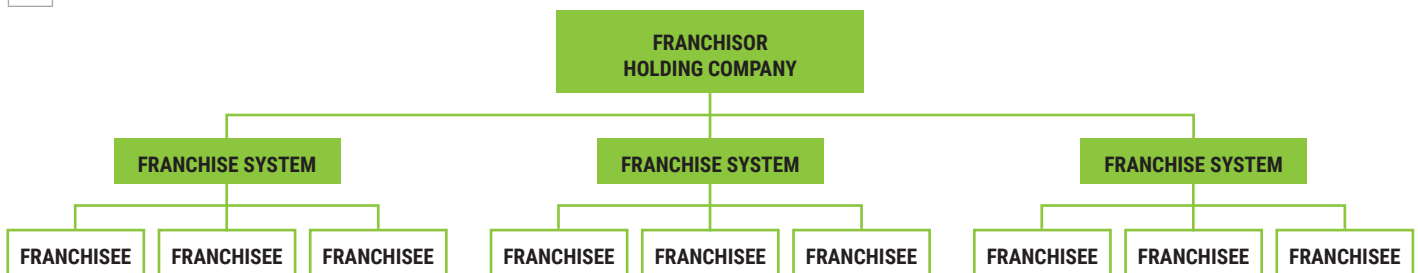 FRANCHISOR
HOLDING COMPANY
FRANCHISE SYSTEM
FRANCHISE SYSTEM
FRANCHISE SYSTEM
FRANCHISEE
FRANCHISEE
FRANCHISEE
FRANCHISEE
FRANCHISEE
FRANCHISEE
FRANCHISEE
FRANCHISEE
FRANCHISEE